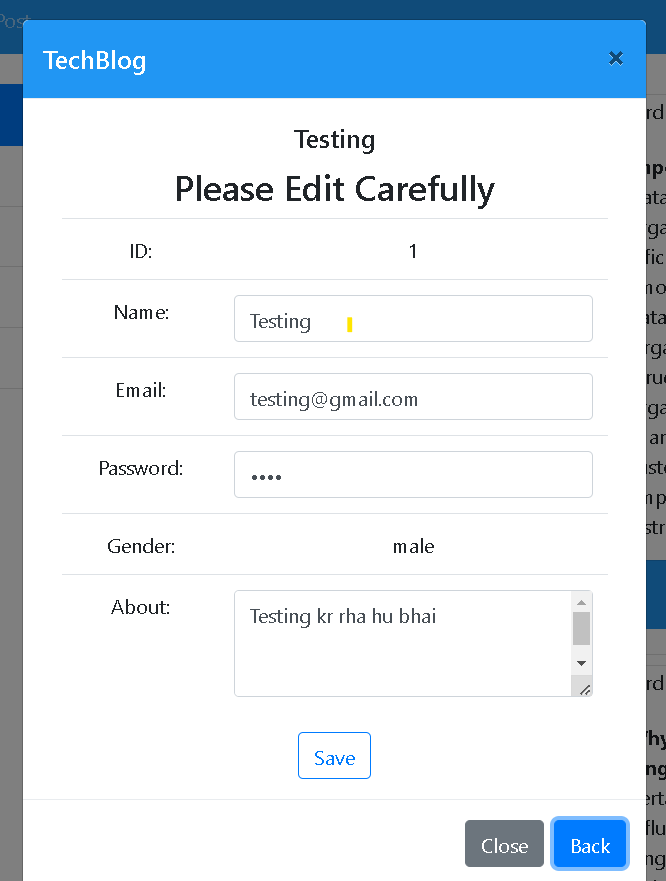 Post
TechBlog ×
Testing
Please Edit Carefully
ID: 1
Name: Testing
Email: testing@gmail.com
Password: ••••
Gender: male
About: Testing kr rha hu bhai
Save
Close Back